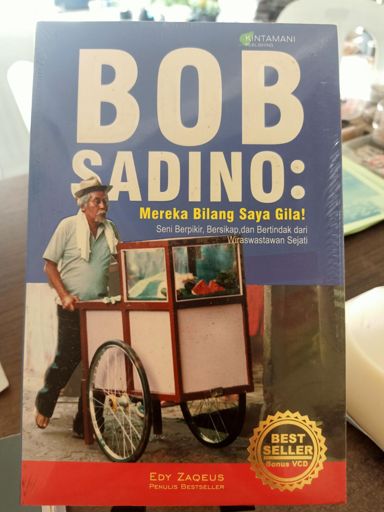 KINTAMANI
PUBLISHING
BOB
SADINO:
Mereka Bilang Saya Gila!
Seni Berpikir, Bersikap,dan Bertindak dari
Wiraswastawan Sejati
BEST
SELLER
Bonus VCD
EDY ZAQEUS
PENULIS BESTSELLER